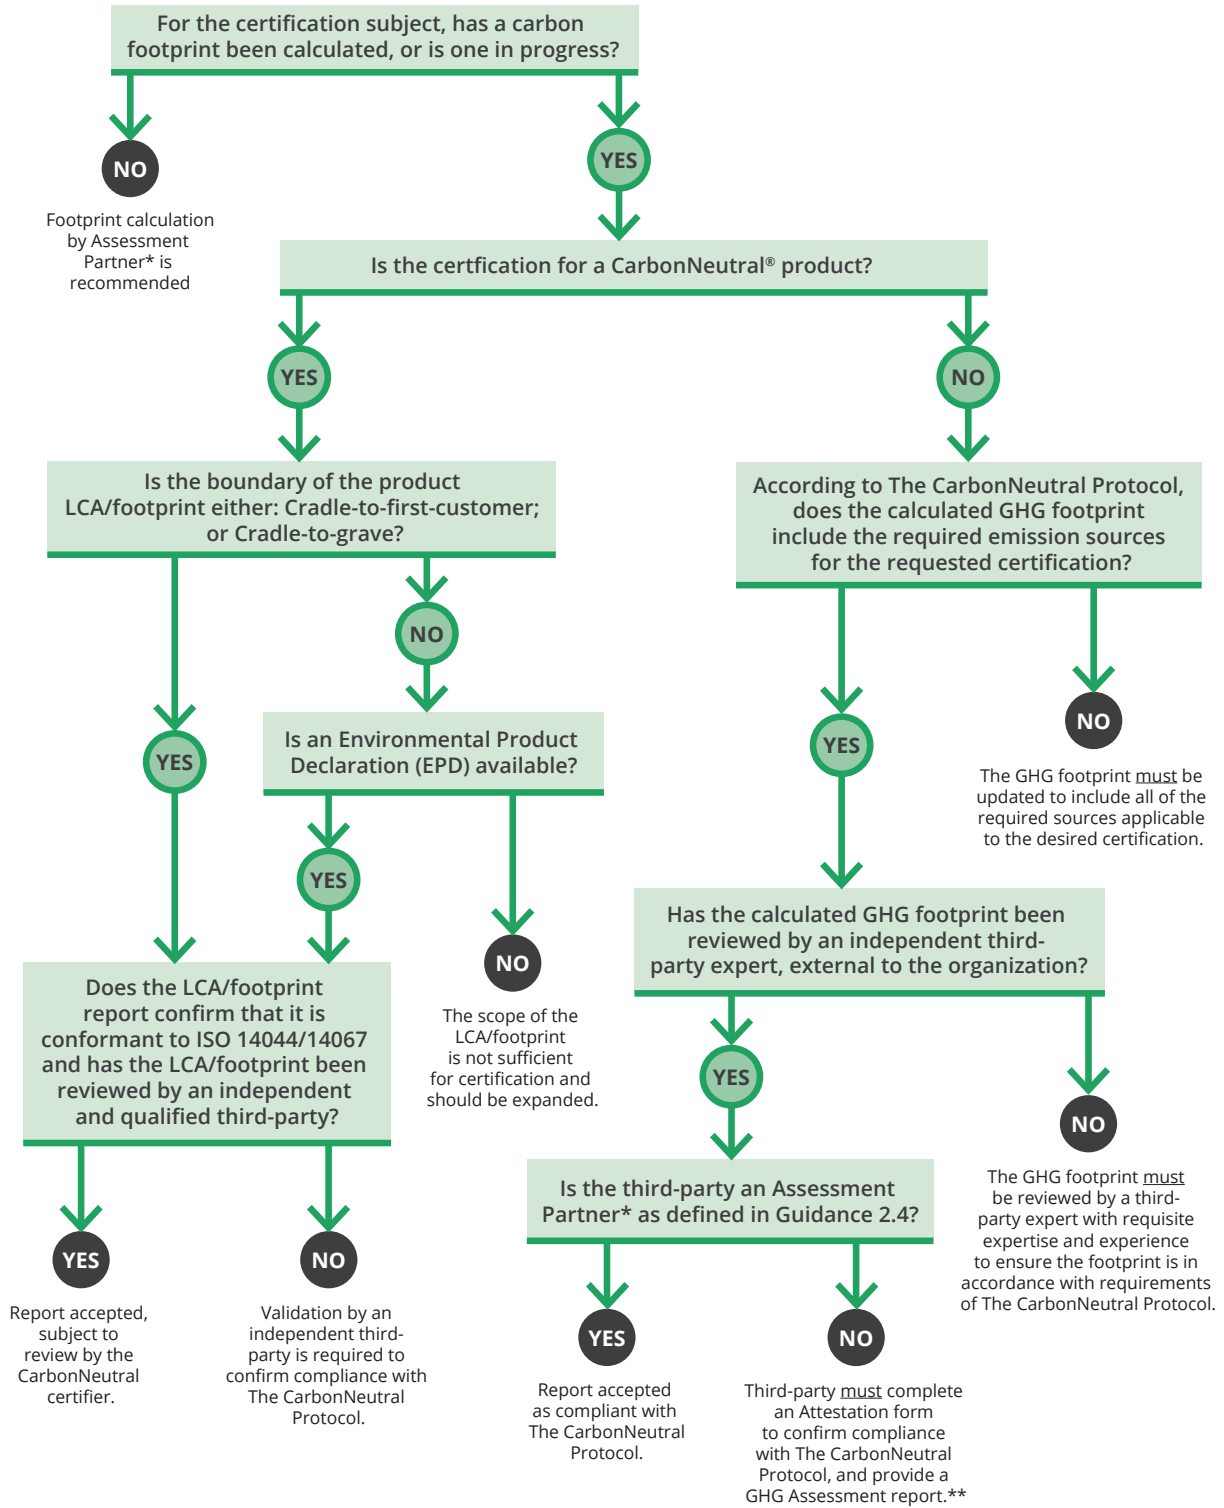 For the certification subject, has a carbon
footprint been calculated, or is one in progress?
NO
Footprint calculation
by Assessment
Partner* is
recommended
YES
Is the certfication for a CarbonNeutral® product?
YES
NO
Is the boundary of the product
LCA/footprint either: Cradle-to-first-customer;
or Cradle-to-grave?
According to The CarbonNeutral Protocol,
does the calculated GHG footprint
include the required emission sources
for the requested certification?
YES
NO
Is an Environmental Product
Declaration (EPD) available?
YES
NO
The scope of the
LCA/footprint
is not sufficient
for certification and
should be expanded.
Does the LCA/footprint
report confirm that it is
conformant to ISO 14044/14067
and has the LCA/footprint been
reviewed by an independent
and qualified third-party?
YES
Report accepted,
subject to
review by the
CarbonNeutral
certifier.
NO
Validation by an
independent third-
party is required to
confirm compliance with
The CarbonNeutral
Protocol.
YES
NO
The GHG footprint must be
updated to include all of the
required sources applicable
to the desired certification.
Has the calculated GHG footprint been
reviewed by an independent third-
party expert, external to the organization?
YES
NO
The GHG footprint must
be reviewed by a third-
party expert with requisite
expertise and experience
to ensure the footprint is in
accordance with requirements
of The CarbonNeutral Protocol.
Is the third-party an Assessment
Partner* as defined in Guidance 2.4?
YES
Report accepted
as compliant with
The CarbonNeutral
Protocol.
NO
Third-party must complete
an Attestation form
to confirm compliance
with The CarbonNeutral
Protocol, and provide a
GHG Assessment report.**